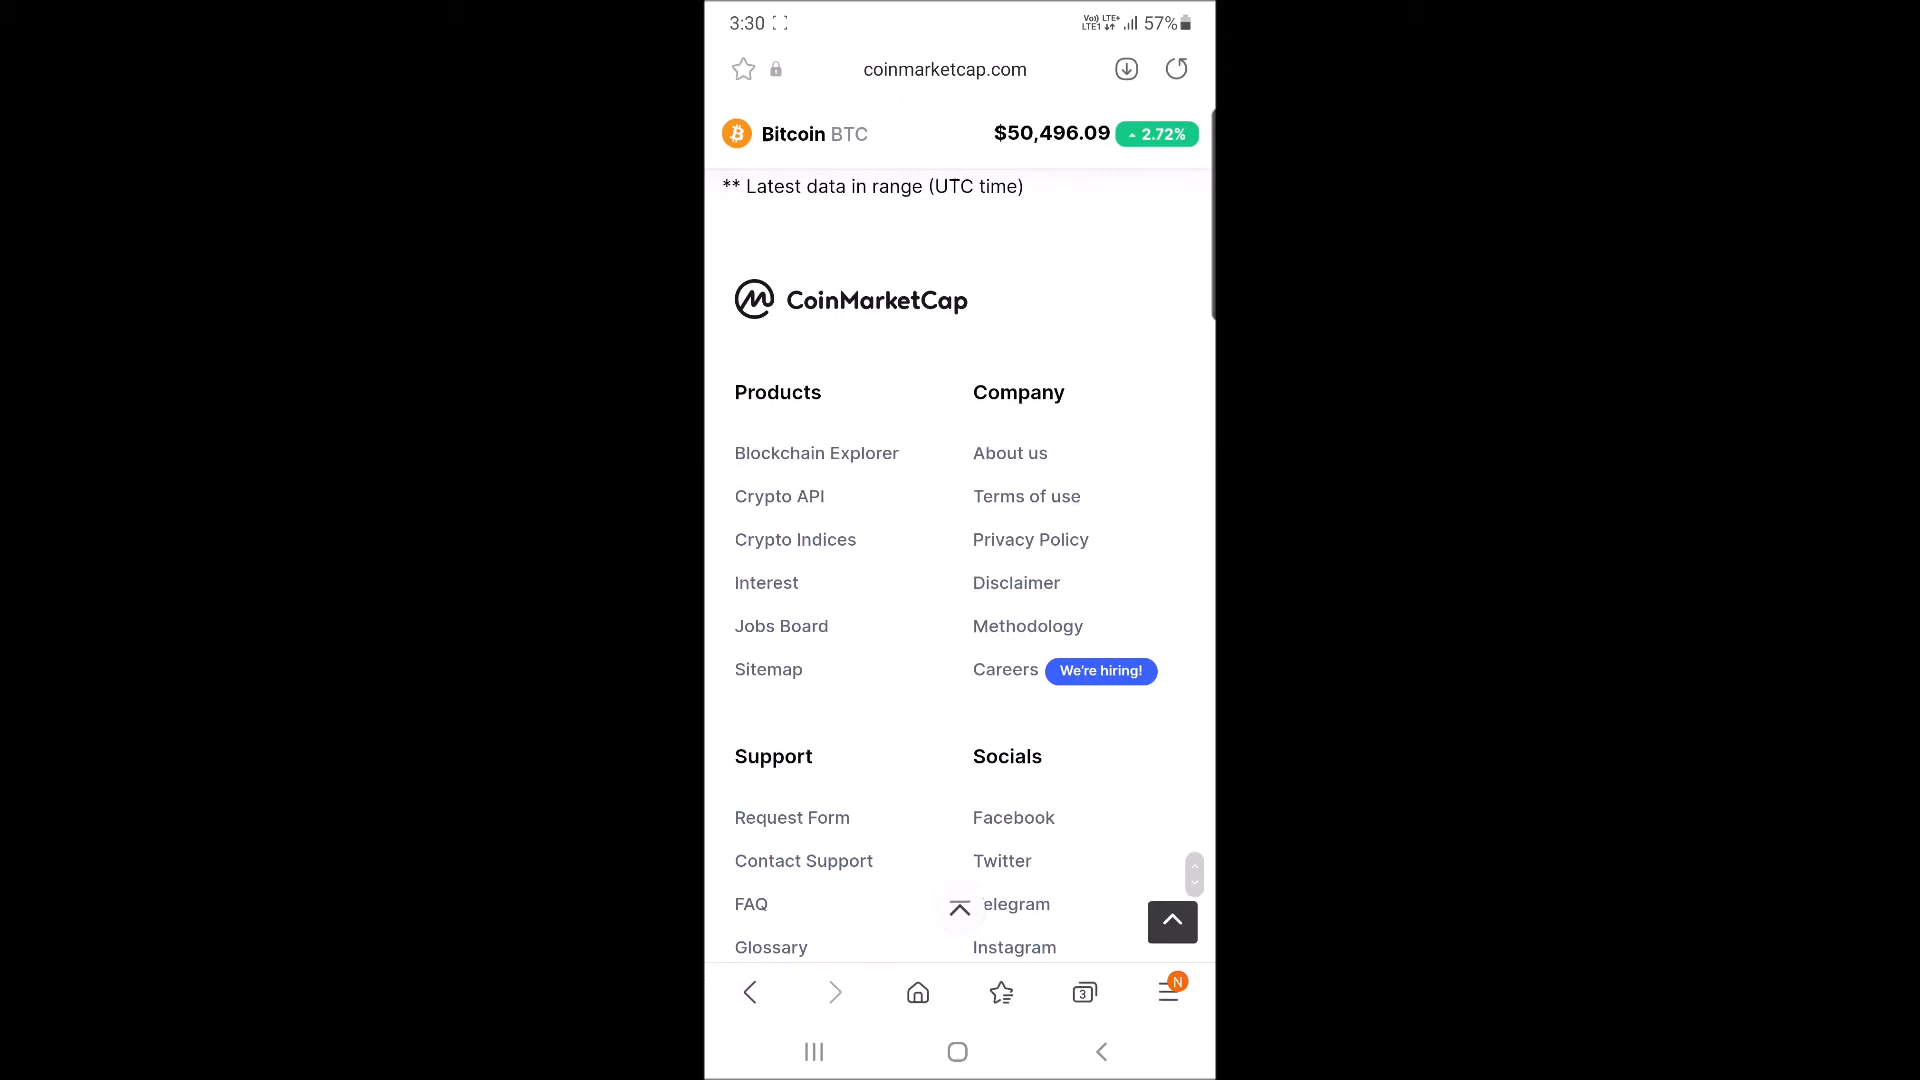 3:30
Vo)) LTE+
LTE1 57%
coinmarketcap.com
Bitcoin BTC $50,496.09 2.72%
** Latest data in range (UTC time)
CoinMarketCap
Products Company
Blockchain Explorer About us
Crypto API Terms of use
Crypto Indices Privacy Policy
Interest Disclaimer
Jobs Board Methodology
Sitemap Careers We're hiring!
Support Socials
Request Form Facebook
Contact Support Twitter
FAQ elegram
Glossary Instagram
3 N